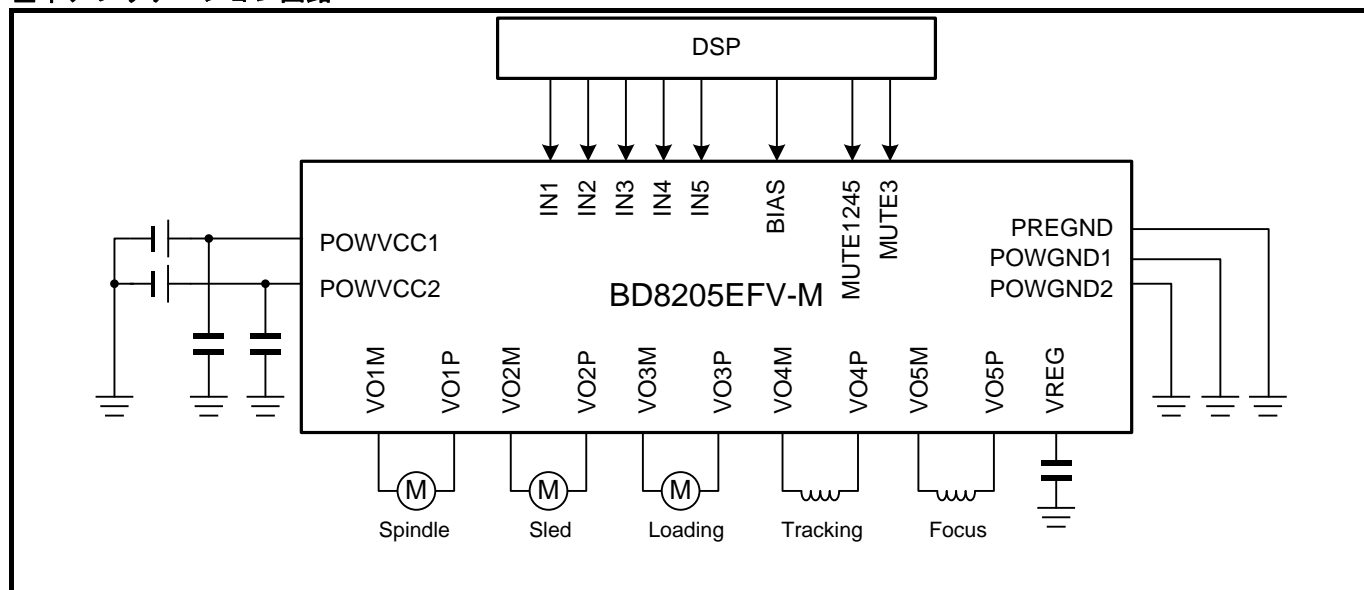 DSP
IN1
IN2
IN3
IN4
IN5
BIAS
MUTE1245
MUTE3
POWVCC1
POWVCC2
BD8205EFV-M
PREGND
POWGND1
POWGND2
VO1M
VO1P
VO2M
VO2P
VO3M
VO3P
VO4M
VO4P
VO5M
VO5P
VREG
M
M
M
Spindle
Sled
Loading
Tracking
Focus